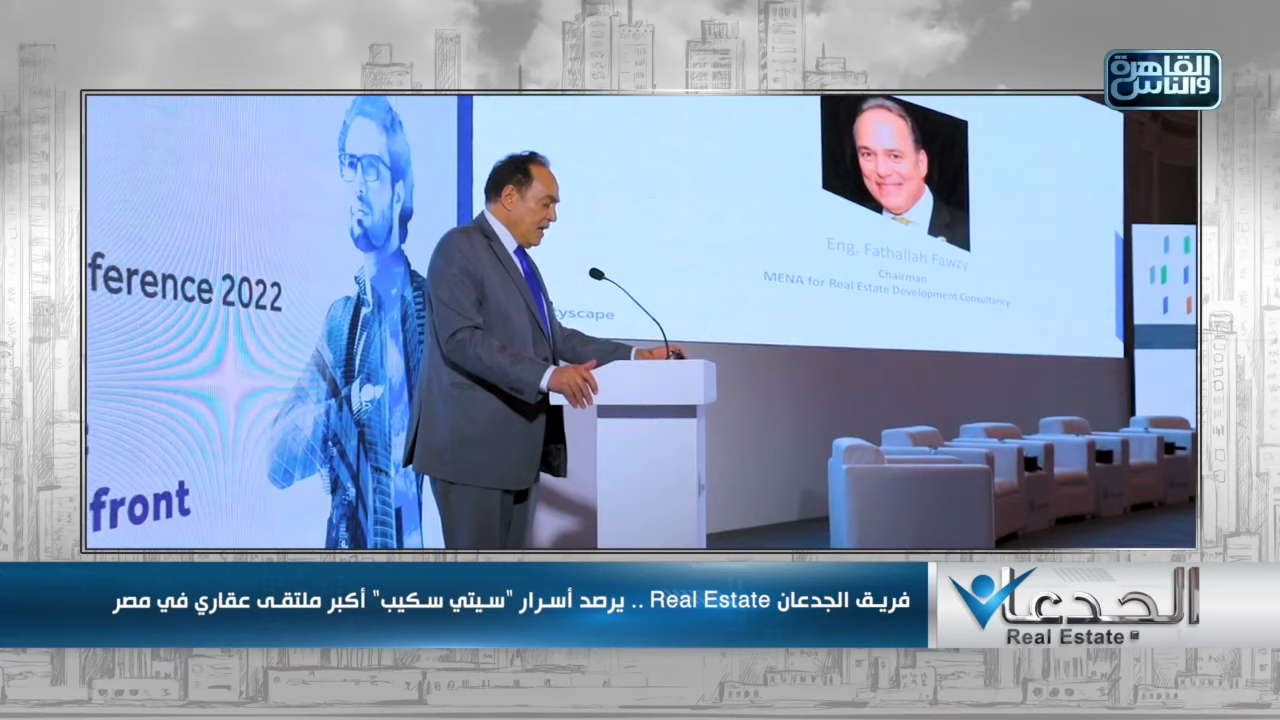 القاهرة
والناس
ference 2022
front
Eng. Fathallah Fawzy
Chairman
MENA for Real Estate Development Consultancy
yscape
فريق الجدعان Real Estate .. يرصد أسرار "سيتي سكيب" أكبر ملتقى عقاري في مصر
الجدعان
Real Estate